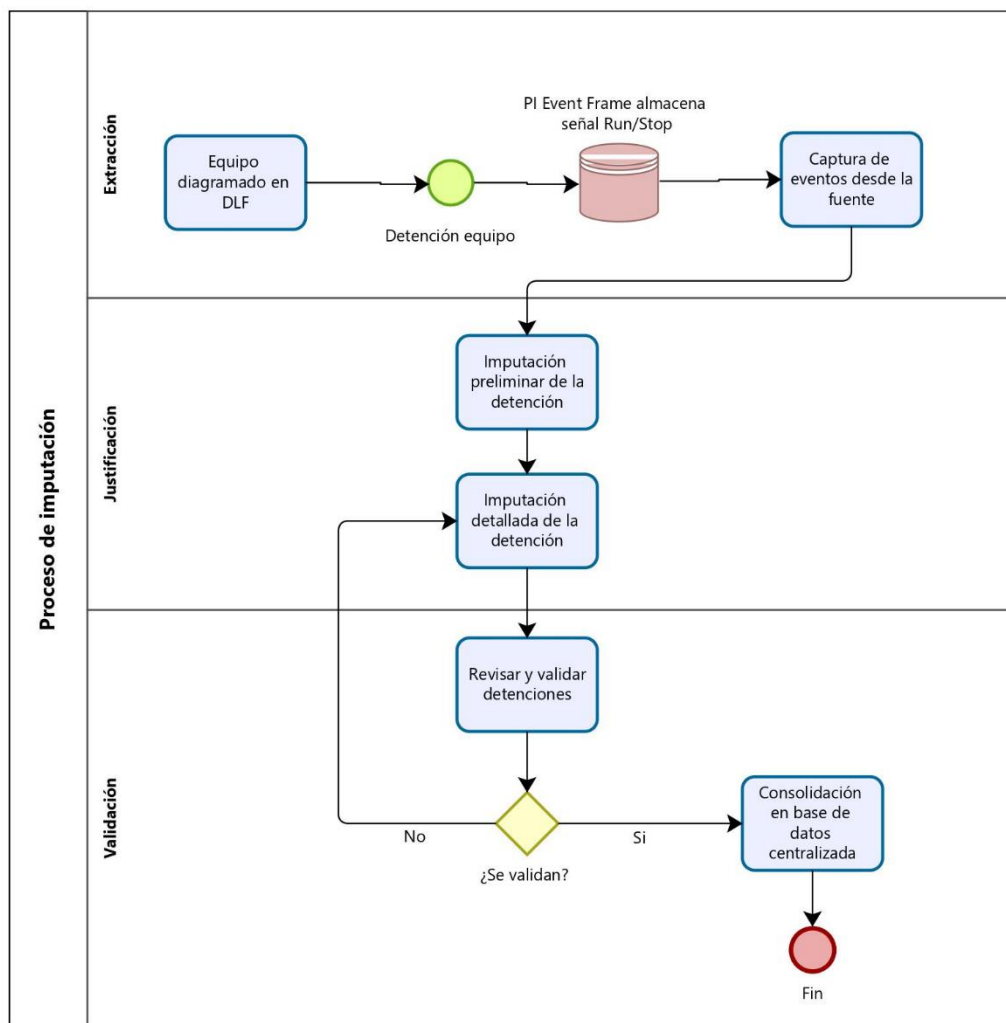 Proceso de imputación
Extracción
Equipo
diagramado en
DLF
Detención equipo
PI Event Frame almacena
señal Run/Stop
Captura de
eventos desde la
fuente
Justificación
Imputación
preliminar de la
detención
Imputación
detallada de la
detención
Validación
Revisar y validar
detenciones
¿Se validan?
No
Si
Consolidación
en base de
datos
centralizada
Fin